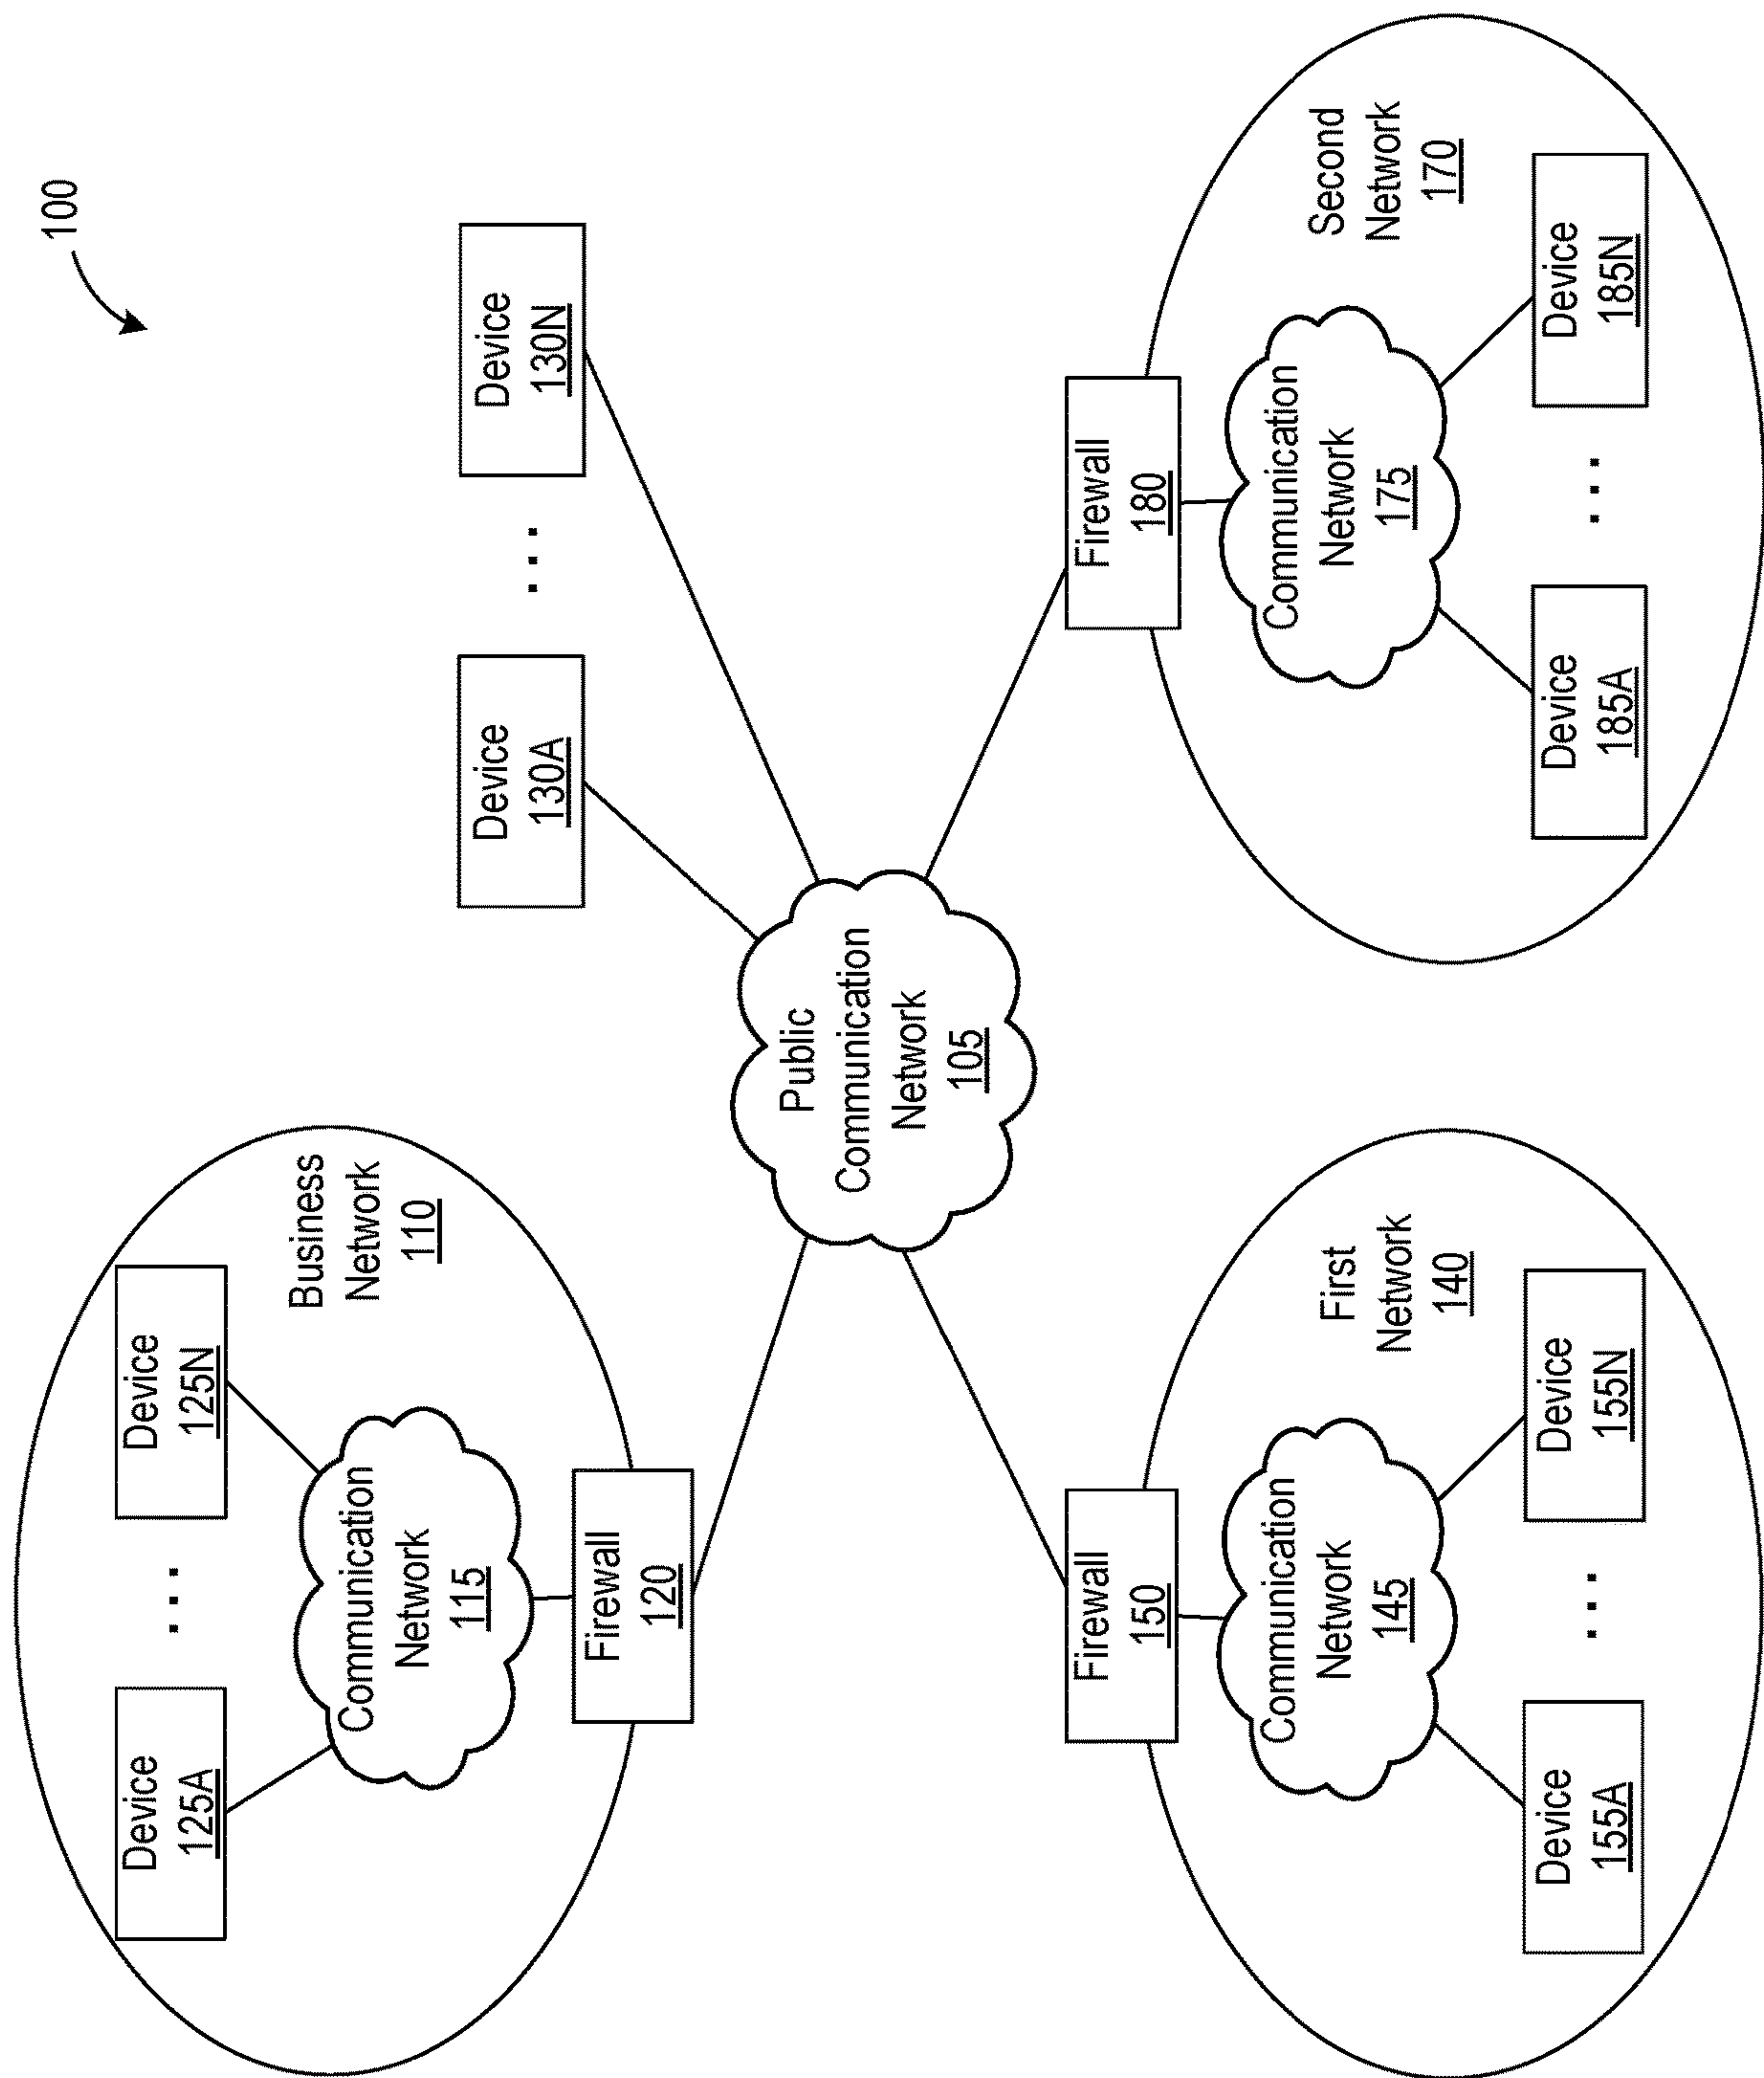 100
Device
125A
...
Device
125N
Business
Network
110
Communication
Network
115
Firewall
120
Device
130A
...
Device
130N
Public
Communication
Network
105
Firewall
150
Communication
Network
145
First
Network
140
Device
155A
...
Device
155N
Firewall
180
Communication
Network
175
Second
Network
170
Device
185A
...
Device
185N